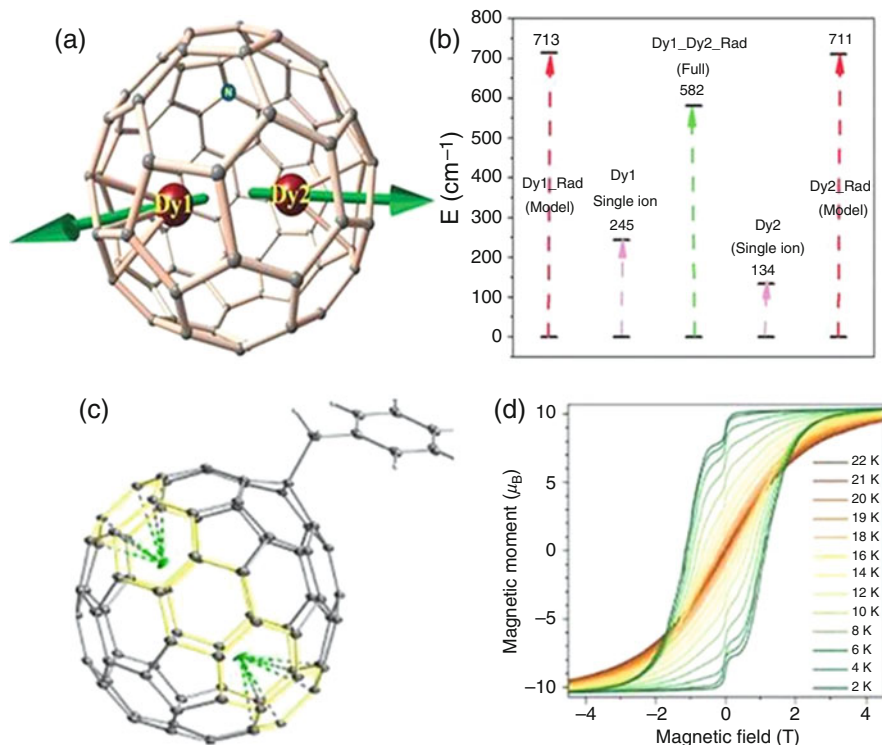 (a)
N
Dy1
Dy2
(b)
E (cm⁻¹)
800
700
600
500
400
300
200
100
0
713
Dy1_Rad
(Model)
Dy1
Single ion
245
Dy1_Dy2_Rad
(Full)
582
Dy2
(Single ion)
134
711
Dy2_Rad
(Model)
(c)
(d)
Magnetic moment (μB)
10
5
0
−5
−10
−4
−2
0
2
4
Magnetic field (T)
22 K
21 K
20 K
19 K
18 K
16 K
14 K
12 K
10 K
8 K
6 K
4 K
2 K